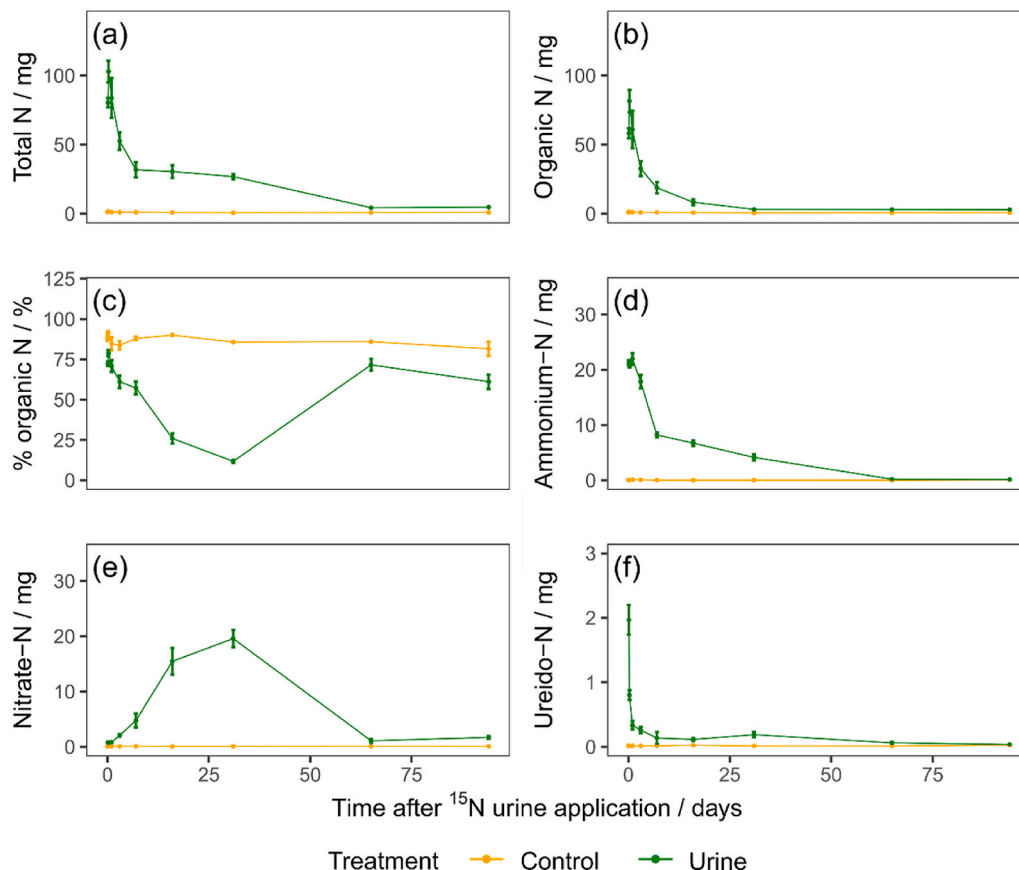 (a)
Total N / mg
100
50
0
(b)
Organic N / mg
100
50
0
(c)
% organic N / %
125
100
75
50
25
0
(d)
Ammonium−N / mg
30
20
10
0
(e)
Nitrate−N / mg
30
20
10
0
0 25 50 75
(f)
Ureido−N / mg
3
2
1
0
0 25 50 75
Time after ¹⁵N urine application / days
Treatment Control Urine